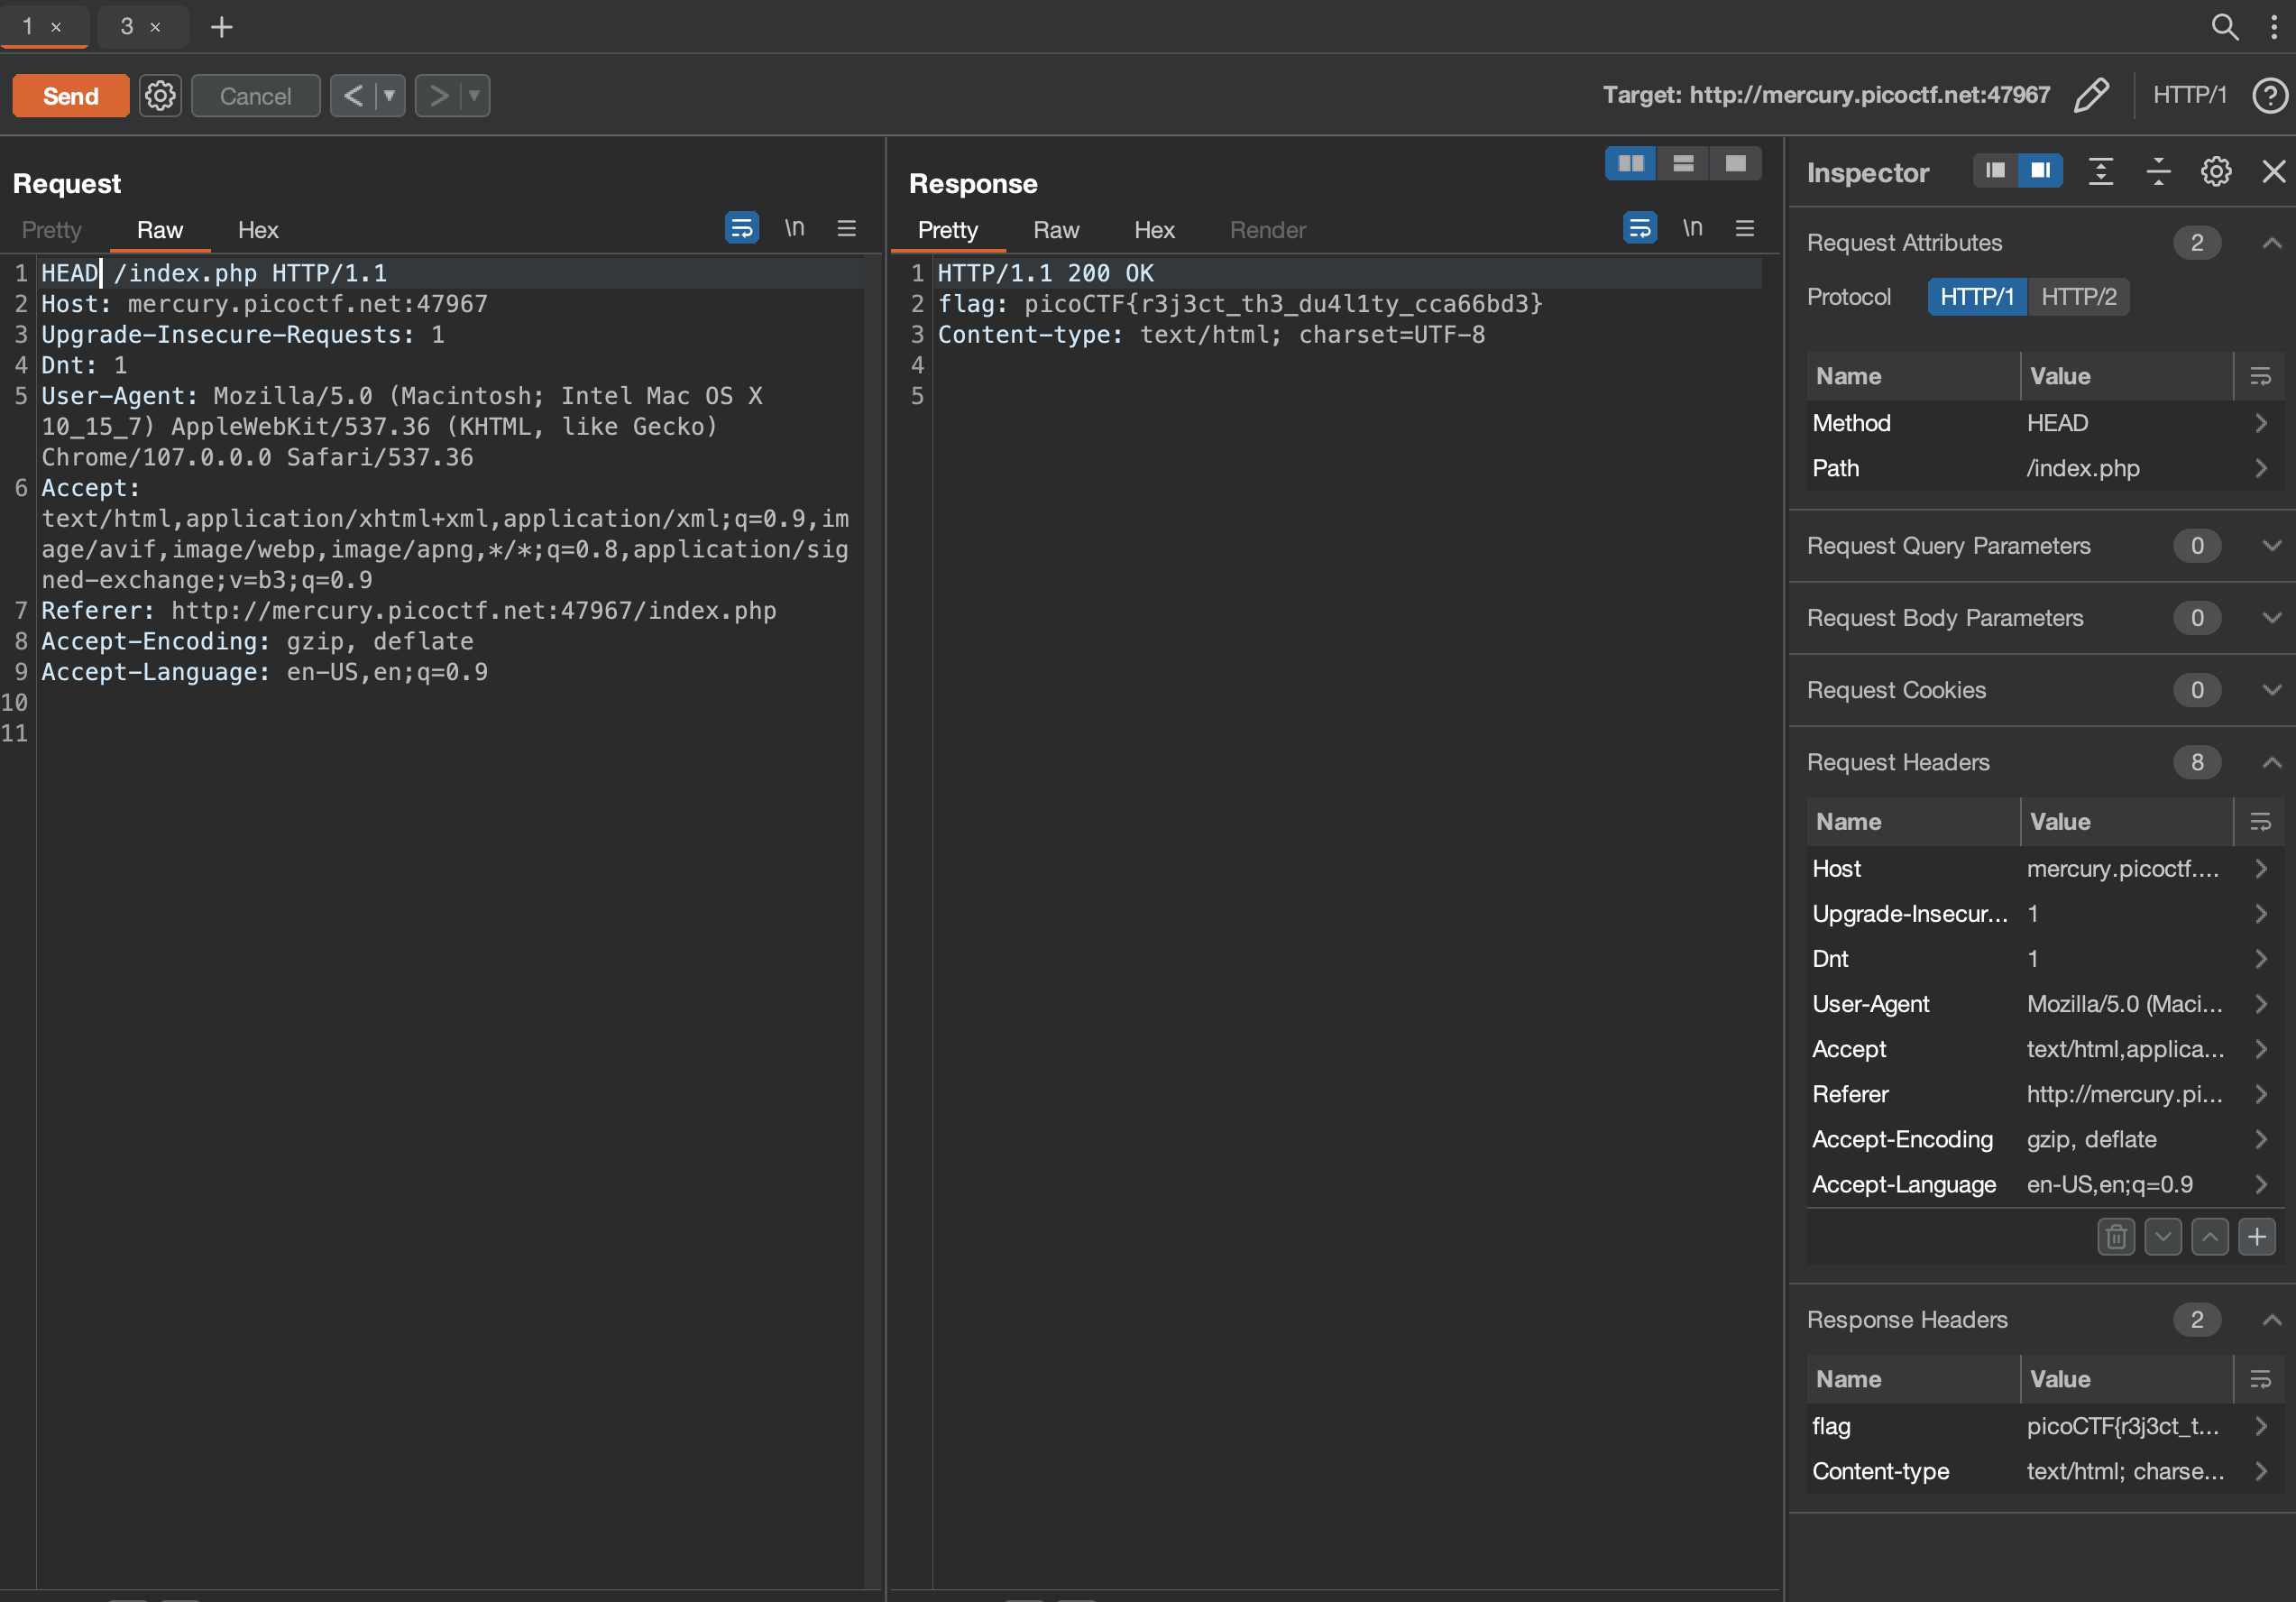 1 ×
3 ×
+
Send
Cancel
< ▼
> ▼
Target: http://mercury.picoctf.net:47967
HTTP/1
?
Request
Pretty
Raw
Hex
\n
1 HEAD /index.php HTTP/1.1
2 Host: mercury.picoctf.net:47967
3 Upgrade-Insecure-Requests: 1
4 Dnt: 1
5 User-Agent: Mozilla/5.0 (Macintosh; Intel Mac OS X
10_15_7) AppleWebKit/537.36 (KHTML, like Gecko)
Chrome/107.0.0.0 Safari/537.36
6 Accept:
text/html,application/xhtml+xml,application/xml;q=0.9,im
age/avif,image/webp,image/apng,*/*;q=0.8,application/sig
ned-exchange;v=b3;q=0.9
7 Referer: http://mercury.picoctf.net:47967/index.php
8 Accept-Encoding: gzip, deflate
9 Accept-Language: en-US,en;q=0.9
10
11
Response
Pretty
Raw
Hex
Render
\n
1 HTTP/1.1 200 OK
2 flag: picoCTF{r3j3ct_th3_du4l1ty_cca66bd3}
3 Content-type: text/html; charset=UTF-8
4
5
Inspector
Request Attributes 2
Protocol HTTP/1 HTTP/2
Name Value
Method HEAD
Path /index.php
Request Query Parameters 0
Request Body Parameters 0
Request Cookies 0
Request Headers 8
Name Value
Host mercury.picoctf....
Upgrade-Insecur... 1
Dnt 1
User-Agent Mozilla/5.0 (Maci...
Accept text/html,applica...
Referer http://mercury.pi...
Accept-Encoding gzip, deflate
Accept-Language en-US,en;q=0.9
Response Headers 2
Name Value
flag picoCTF{r3j3ct_t...
Content-type text/html; charse...